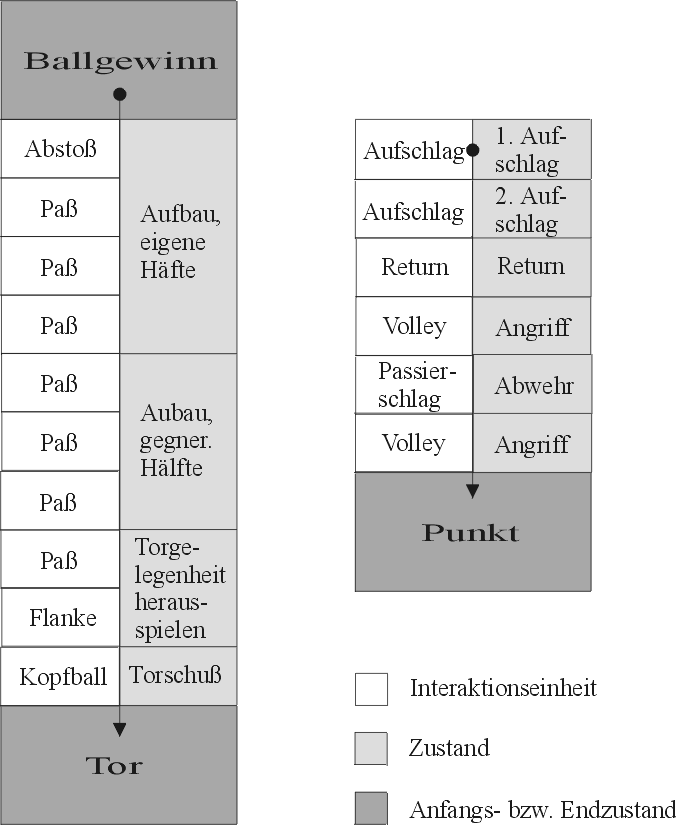 Ballgewinn
Abstoß
Paß
Paß
Paß
Paß
Paß
Paß
Paß
Flanke
Kopfball
Aufbau,
eigene
Häfte
Aubau,
gegner.
Hälfte
Torge-
legenheit
heraus-
spielen
Torschuß
Tor
Aufschlag
1. Auf-
schlag
Aufschlag
2. Auf-
schlag
Return
Return
Volley
Angriff
Passier-
schlag
Abwehr
Volley
Angriff
Punkt
Interaktionseinheit
Zustand
Anfangs- bzw. Endzustand